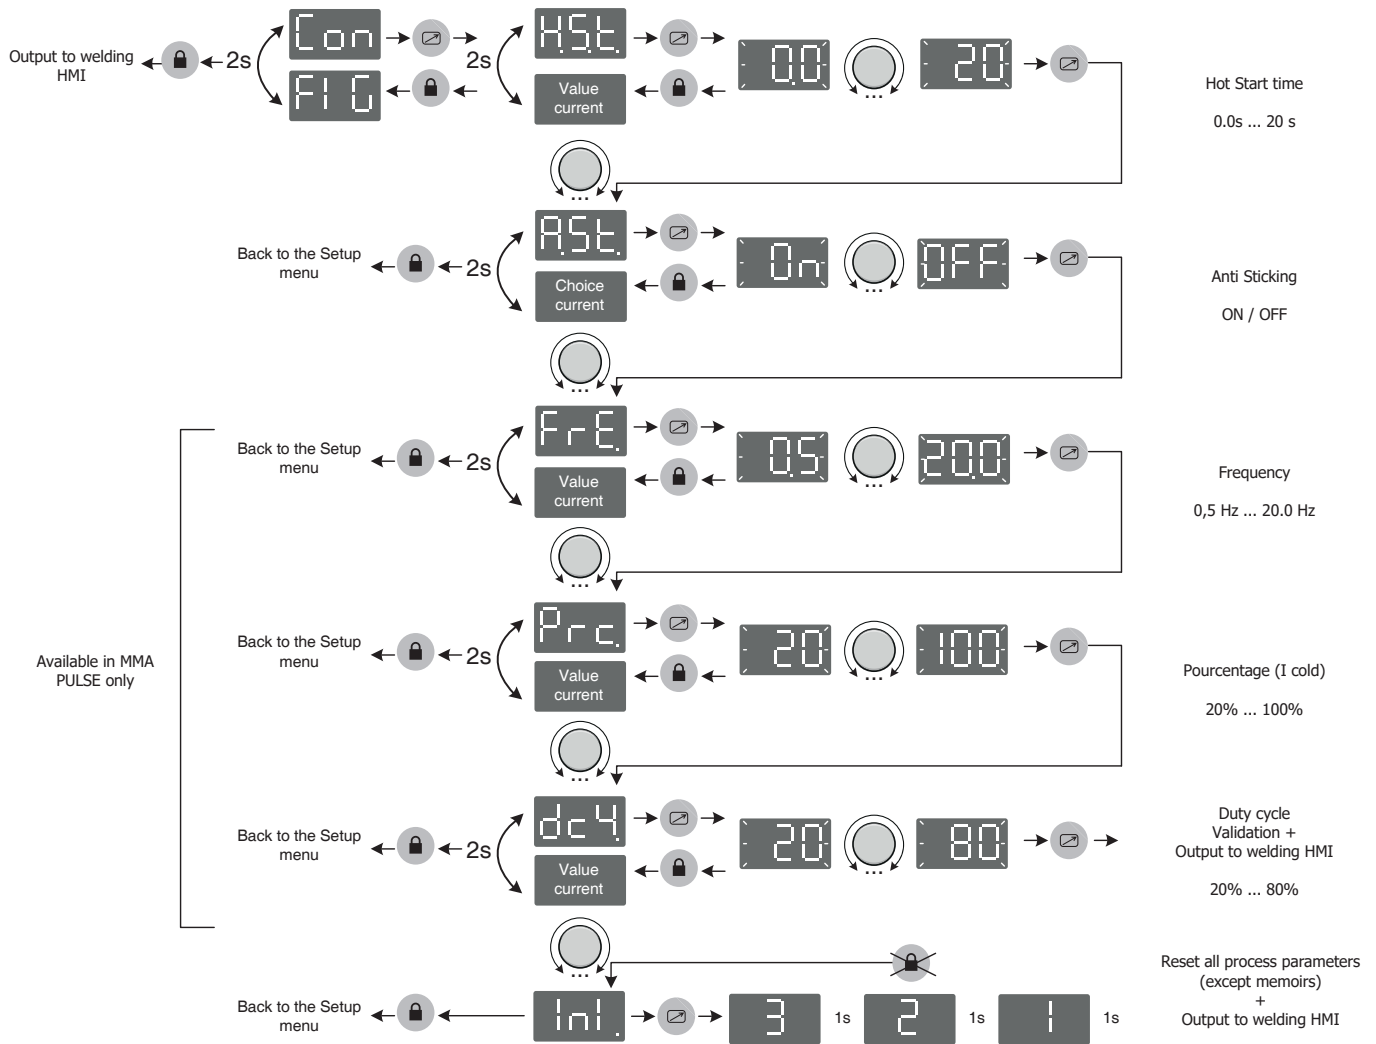 Output to welding
HMI
2s
Con
FIG
2s
H.S.t.
Value
current
0.0
...
20
Hot Start time
0.0s ... 20 s
...
Back to the Setup
menu
2s
A.S.t.
Choice
current
On
...
OFF
Anti Sticking
ON / OFF
...
Available in MMA
PULSE only
Back to the Setup
menu
2s
FrE.
Value
current
0.5
...
20.0
Frequency
0,5 Hz ... 20.0 Hz
...
Back to the Setup
menu
2s
Prc.
Value
current
20
...
100
Pourcentage (I cold)
20% ... 100%
...
Back to the Setup
menu
2s
dc4.
Value
current
20
...
80
Duty cycle
Validation +
Output to welding HMI
20% ... 80%
...
Back to the Setup
menu
InI.
3
1s
2
1s
1
1s
Reset all process parameters
(except memoirs)
+
Output to welding HMI